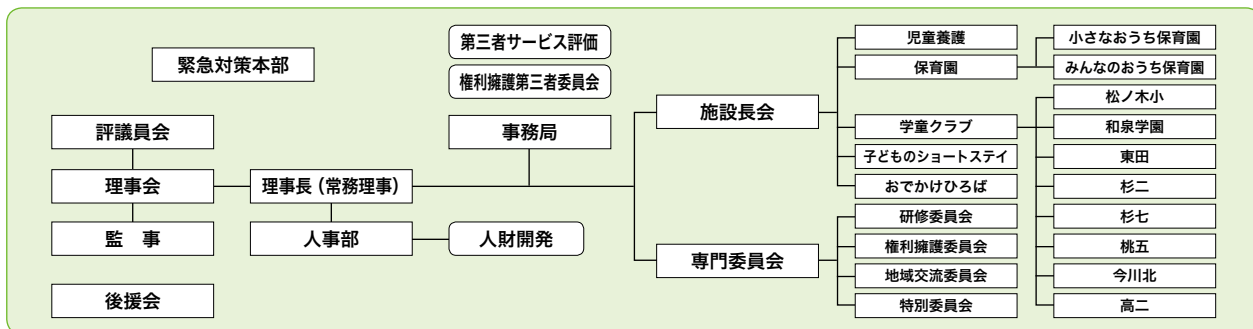 緊急対策本部
評議員会
理事会
監　事
後援会
理事長（常務理事）
人事部
第三者サービス評価
権利擁護第三者委員会
事務局
人財開発
施設長会
専門委員会
児童養護
保育園
学童クラブ
子どものショートステイ
おでかけひろば
研修委員会
権利擁護委員会
地域交流委員会
特別委員会
小さなおうち保育園
みんなのおうち保育園
松ノ木小
和泉学園
東田
杉二
杉七
桃五
今川北
高二